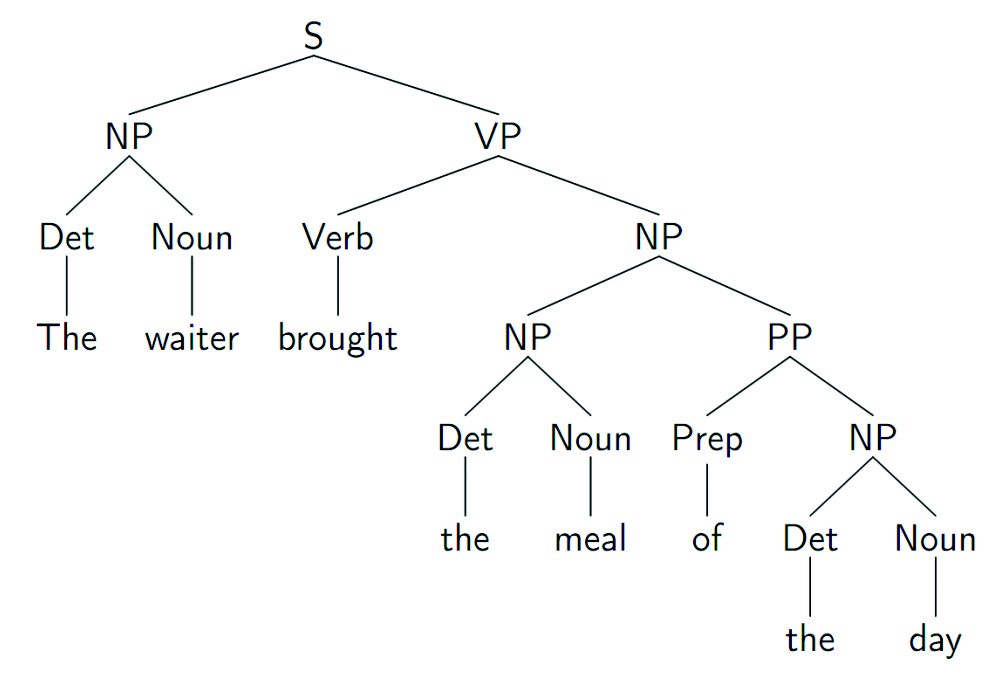 S
NP VP
Det Noun Verb NP
The waiter brought NP PP
Det Noun Prep NP
the meal of Det Noun
the day